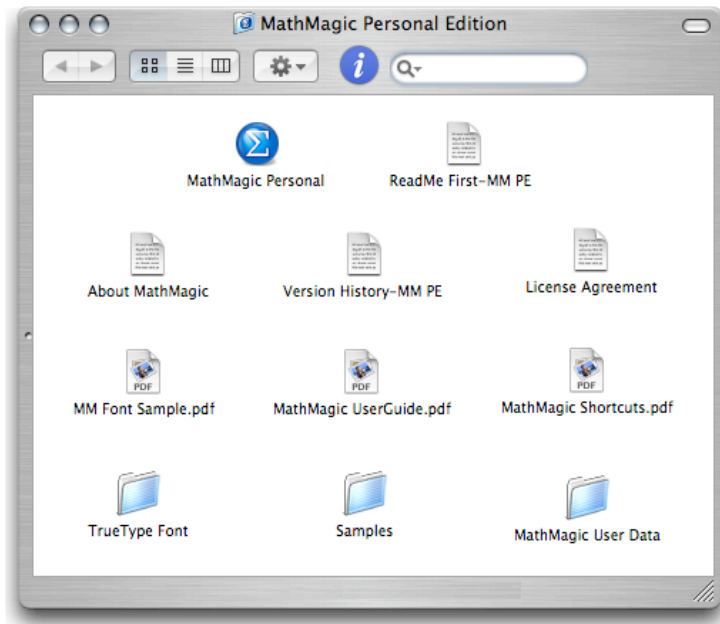 MathMagic Personal Edition
MathMagic Personal
ReadMe First-MM PE
About MathMagic
Version History-MM PE
License Agreement
PDF
PDF
PDF
MM Font Sample.pdf
MathMagic UserGuide.pdf
MathMagic Shortcuts.pdf
TrueType Font
Samples
MathMagic User Data